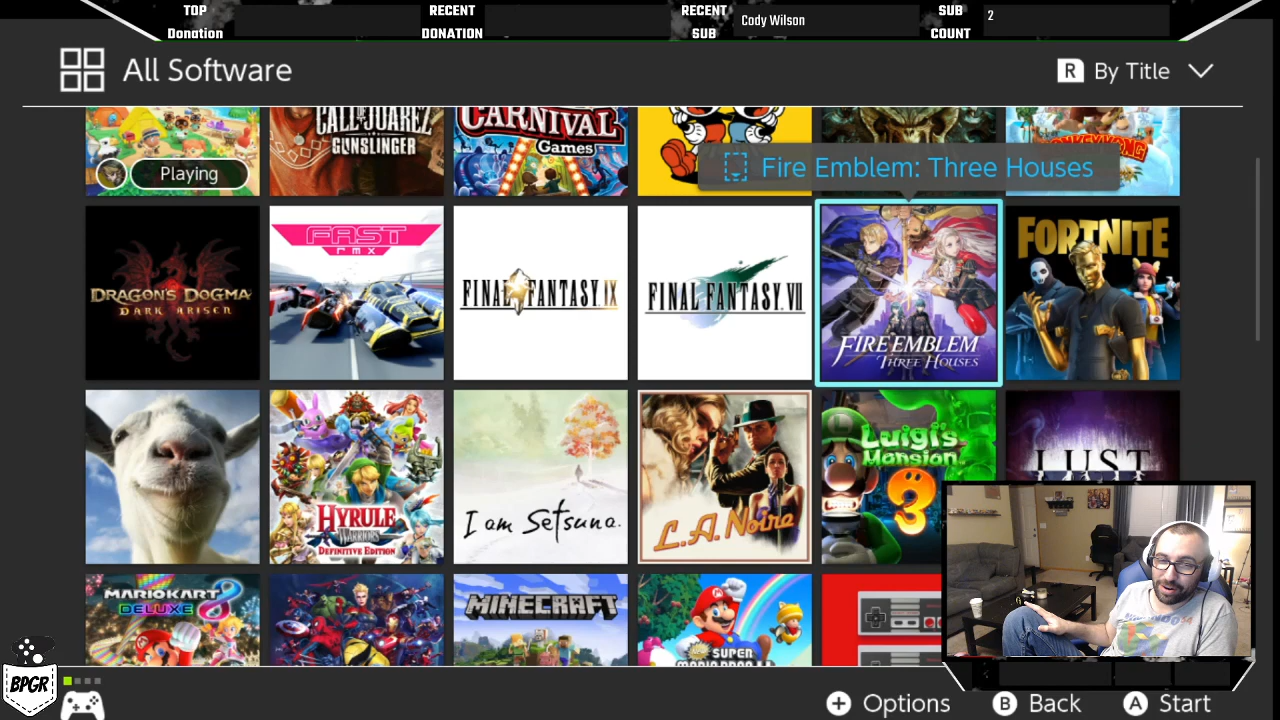 TOP
Donation
RECENT
DONATION
RECENT
SUB
Cody Wilson
SUB
COUNT
2
All Software
R By Title
Playing
CALL OF JUAREZ
GUNSLINGER
CARNIVAL
Games
DONKEY KONG
Fire Emblem: Three Houses
DRAGON'S DOGMA
DARK ARISEN
FAST
rmx
FINAL FANTASY IX
FINAL FANTASY VII
FIRE EMBLEM
THREE HOUSES
FORTNITE
HYRULE
WARRIORS
DEFINITIVE EDITION
I am Setsuna.
L.A. Noire
Luigi's
Mansion
3
LUST
MARIOKART
DELUXE 8
MINECRAFT
SUPER
BPGR
+ Options
B Back
A Start